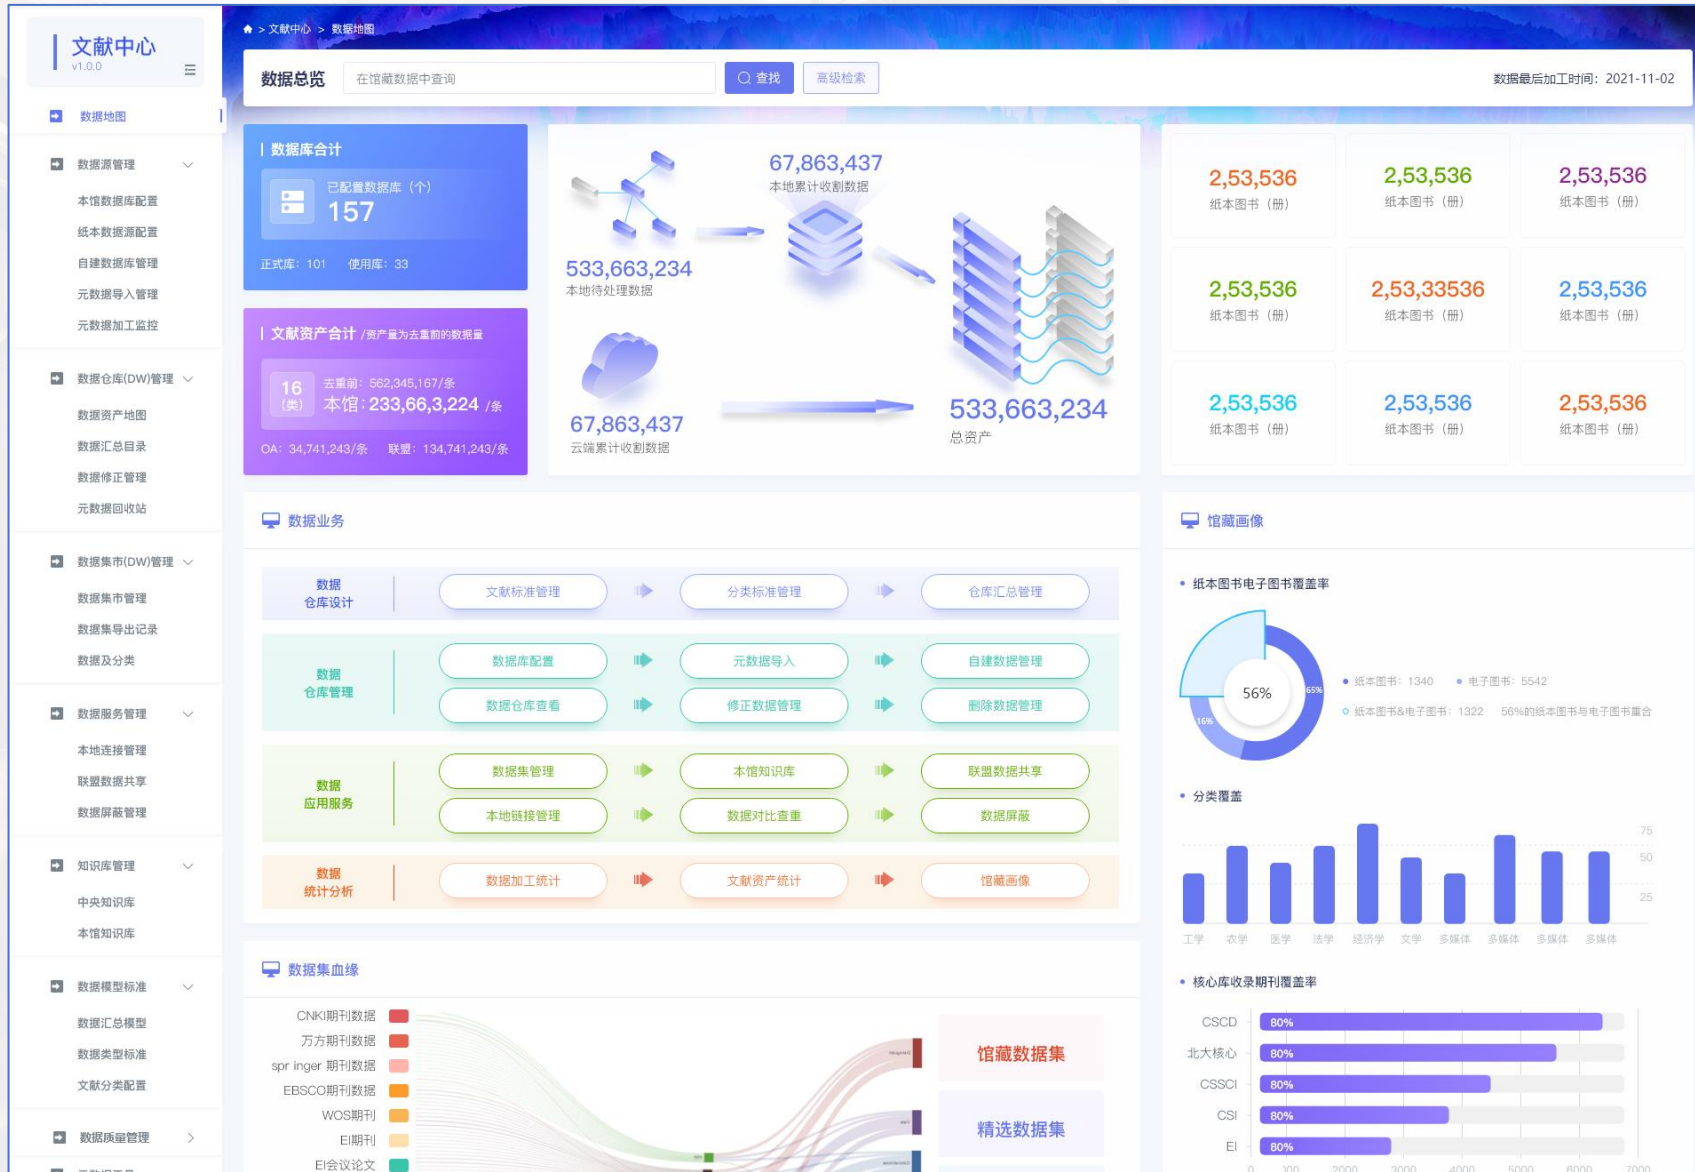 文献中心
v1.0.0
数据地图
数据源管理
本馆数据库配置
纸本数据源配置
自建数据库管理
元数据导入管理
元数据加工监控
数据仓库(DW)管理
数据资产地图
数据汇总目录
数据修正管理
元数据回收站
数据集市(DW)管理
数据集市管理
数据集导出记录
数据及分类
数据服务管理
本地连接管理
联盟数据共享
数据屏蔽管理
知识库管理
中央知识库
本馆知识库
数据模型标准
数据汇总模型
数据类型标准
文献分类配置
数据质量管理
> 文献中心 > 数据地图
数据总览 在馆藏数据中查询 查找 高级检索 数据最后加工时间：2021-11-02
数据库合计
已配置数据库（个）
157
正式库：101 使用库：33
文献资产合计 /资产量为去重前的数据量
16
(类)
去重前：562,345,167/条
本馆：233,66,3,224 /条
OA：34,741,243/条 联盟：134,741,243/条
67,863,437
本地累计收割数据
533,663,234
本地待处理数据
67,863,437
云端累计收割数据
533,663,234
总资产
2,53,536 2,53,536 2,53,536
纸本图书（册） 纸本图书（册） 纸本图书（册）
2,53,536 2,53,33536 2,53,536
纸本图书（册） 纸本图书（册） 纸本图书（册）
2,53,536 2,53,536 2,53,536
纸本图书（册） 纸本图书（册） 纸本图书（册）
数据业务
数据
仓库设计
文献标准管理 分类标准管理 仓库汇总管理
数据
仓库管理
数据库配置 元数据导入 自建数据管理
数据仓库查看 修正数据管理 删除数据管理
数据
应用服务
数据集管理 本馆知识库 联盟数据共享
本地链接管理 数据对比查重 数据屏蔽
数据
统计分析
数据加工统计 文献资产统计 馆藏画像
数据集血缘
CNKI期刊数据
万方期刊数据
spr inger 期刊数据
EBSCO期刊数据
WOS期刊
EI期刊
EI会议论文
馆藏数据集
精选数据集
馆藏画像
纸本图书电子图书覆盖率
56%
65%
16%
纸本图书：1340 电子图书：5542
纸本图书&电子图书：1322 56%的纸本图书与电子图书重合
分类覆盖
75
50
25
工学 农学 医学 法学 经济学 文学 多媒体 多媒体 多媒体 多媒体
核心库收录期刊覆盖率
CSCD 80%
北大核心 80%
CSSCI 80%
CSI 80%
EI 80%
0 100 2000 3000 4000 5000 6000 7000